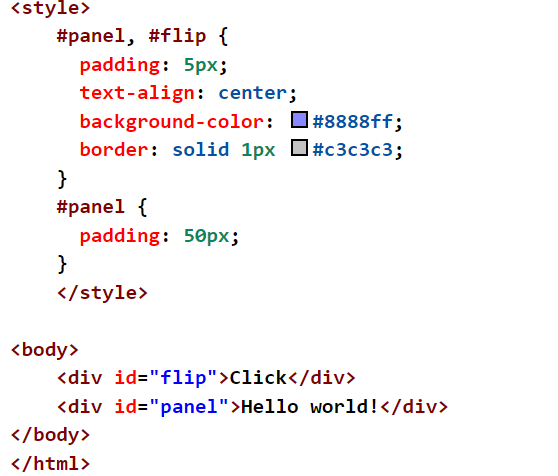 <style>
#panel, #flip {
padding: 5px;
text-align: center;
background-color: #8888ff;
border: solid 1px #c3c3c3;
}
#panel {
padding: 50px;
}
</style>
<body>
<div id="flip">Click</div>
<div id="panel">Hello world!</div>
</body>
</html>